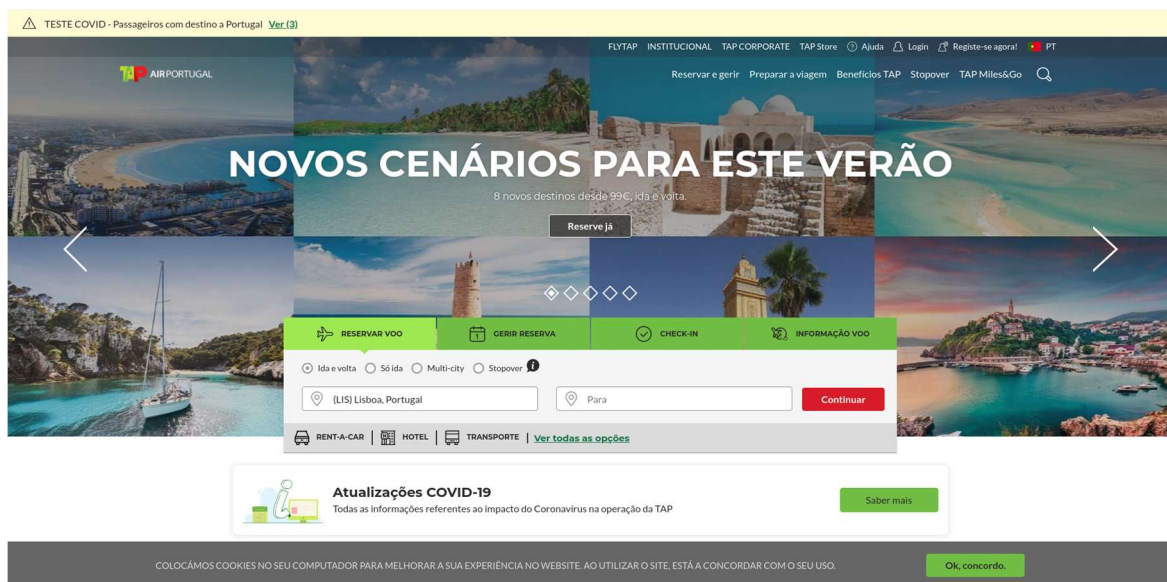 TESTE COVID - Passageiros com destino a Portugal Ver (3)
FLYTAP INSTITUCIONAL TAP CORPORATE TAP Store ? Ajuda Login Registe-se agora! PT
TAP AIRPORTUGAL
Reservar e gerir Preparar a viagem Benefícios TAP Stopover TAP Miles&Go
NOVOS CENÁRIOS PARA ESTE VERÃO
8 novos destinos desde 99€, ida e volta.
Reserve já
RESERVAR VOO 1 GERIR RESERVA CHECK-IN INFORMAÇÃO VOO
Ida e volta Só ida Multi-city Stopover i
(LIS) Lisboa, Portugal Para Continuar
RENT-A-CAR | HOTEL | TRANSPORTE | Ver todas as opções
Atualizações COVID-19
Todas as informações referentes ao impacto do Coronavírus na operação da TAP
Saber mais
COLOCÁMOS COOKIES NO SEU COMPUTADOR PARA MELHORAR A SUA EXPERIÊNCIA NO WEBSITE. AO UTILIZAR O SITE, ESTÁ A CONCORDAR COM O SEU USO. Ok, concordo.